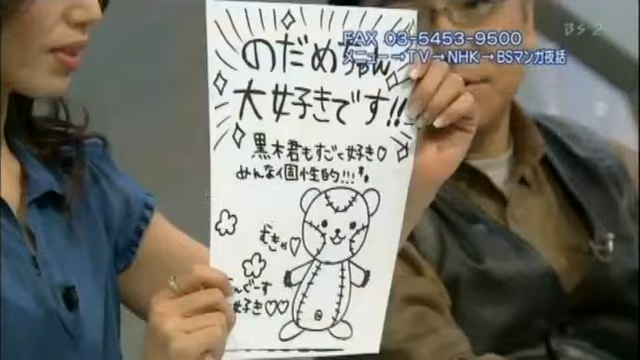 BS 2
FAX 03-5453-9500
メニュー→TV→NHK→BSマンガ夜話
のだめちゃん
大好きです!!
黒木君もすごく好き♡
みんな個性的!!!
むきゃ♡
好き♡♡